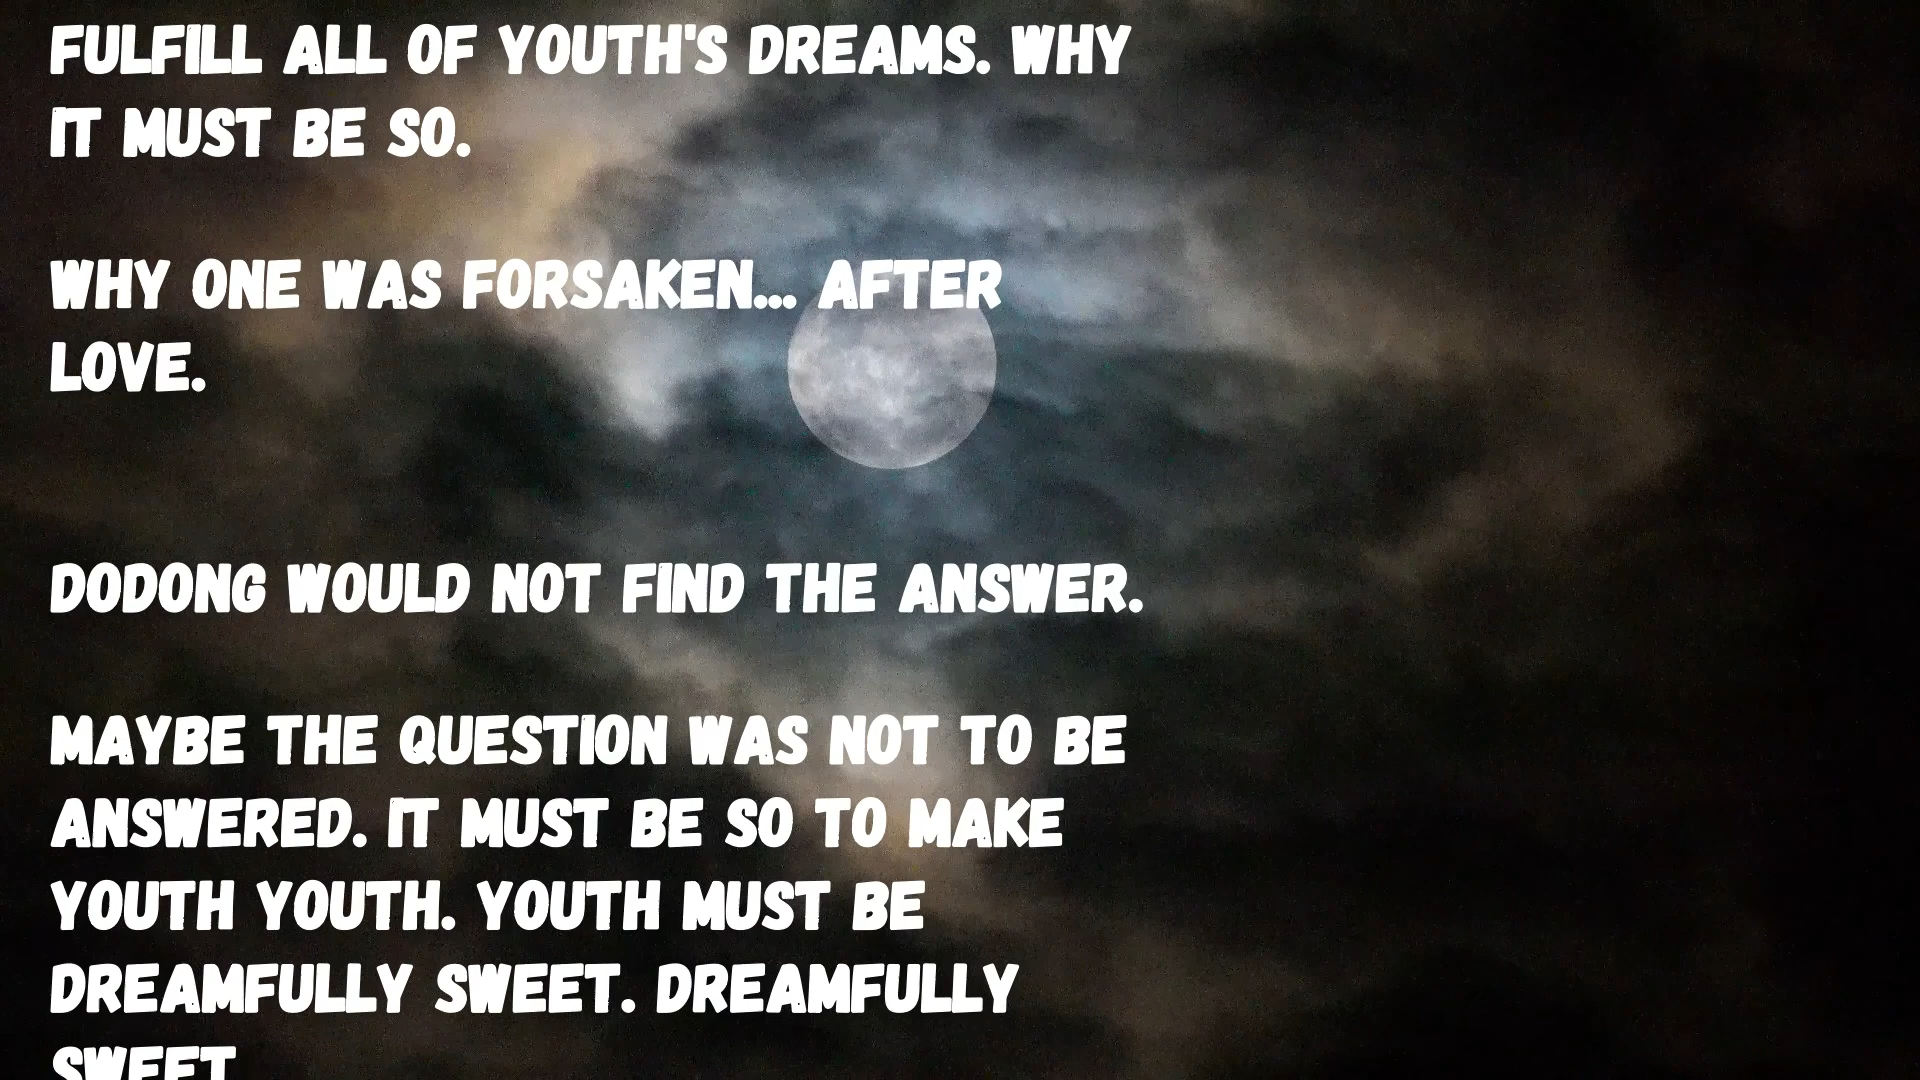 FULFILL ALL OF YOUTH'S DREAMS. WHY
IT MUST BE SO.
WHY ONE WAS FORSAKEN... AFTER
LOVE.
DODONG WOULD NOT FIND THE ANSWER.
MAYBE THE QUESTION WAS NOT TO BE
ANSWERED. IT MUST BE SO TO MAKE
YOUTH YOUTH. YOUTH MUST BE
DREAMFULLY SWEET. DREAMFULLY
SWEET